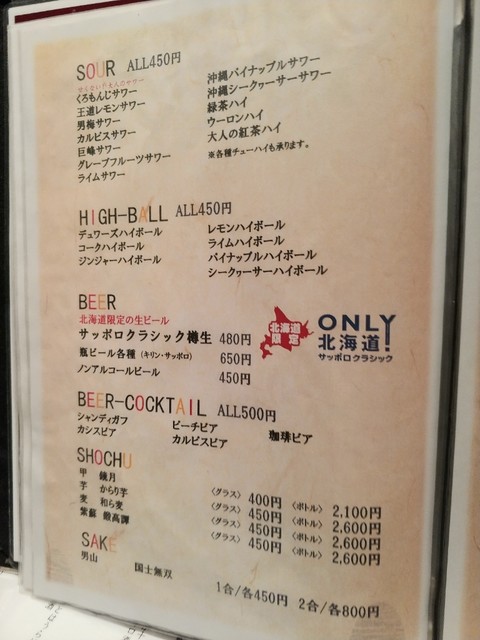 SOUR ALL450円
くろもんじサワー
王道レモンサワー
男梅サワー
カルピスサワー
巨峰サワー
グレープフルーツサワー
ライムサワー
沖縄パイナップルサワー
沖縄シークヮーサーサワー
緑茶ハイ
ウーロンハイ
大人の紅茶ハイ
※各種チューハイも承ります。
HIGH-BALL ALL450円
デュワーズハイボール
コークハイボール
ジンジャーハイボール
レモンハイボール
ライムハイボール
パイナップルハイボール
シークヮーサーハイボール
BEER
北海道限定の生ビール
サッポロクラシック樽生 480円
瓶ビール各種 (キリン・サッポロ) 650円
ノンアルコールビール 450円
北海道
限定
ONLY
北海道!
サッポロクラシック
BEER-COCKTAIL ALL500円
シャンディガフ ピーチビア 珈琲ビア
カシスビア カルピスビア
SHOCHU
甲 鏡月 〈グラス〉 400円 〈ボトル〉 2,100円
芋 からり芋 〈グラス〉 450円 〈ボトル〉 2,600円
麦 和ら麦 〈グラス〉 450円 〈ボトル〉 2,600円
紫蘇 鍛高譚 〈グラス〉 450円 〈ボトル〉 2,600円
SAKE
男山 国士無双 1合/各450円 2合/各800円